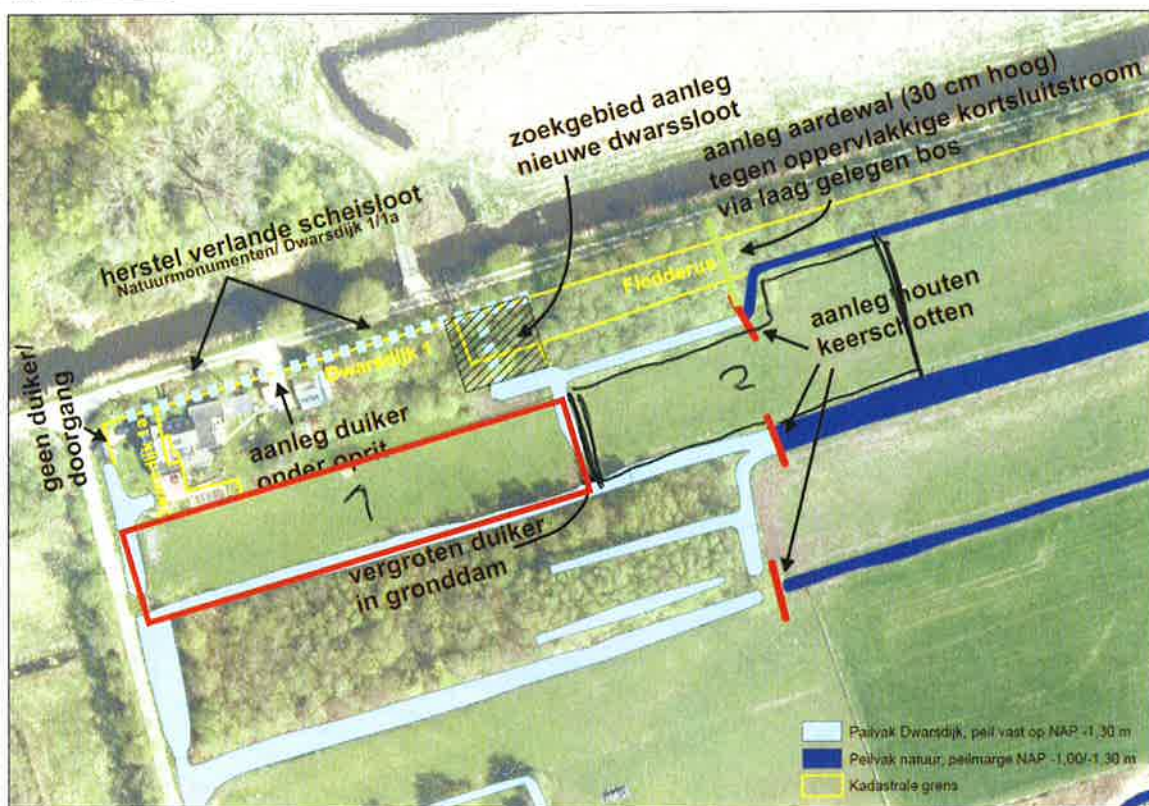 zoekgebied aanleg
nieuwe dwarssloot
aanleg aardewal (30 cm hoog)
tegen oppervlakkige kortsluitstroom
via laag gelegen bos
herstel verlande scheisloot
Natuurmonumenten/ Dwarsdijk 1/1a
Fledderus
aanleg houten
keerschotten
geen duiker/
doorgang
Dwarsdijk 1
aanleg duiker
onder oprit
1
2
vergroten duiker
in gronddam
Peilvak Dwarsdijk, peil vast op NAP -1,30 m
Peilvak natuur, peilmarge NAP -1,00/-1,30 m
Kadastrale grens